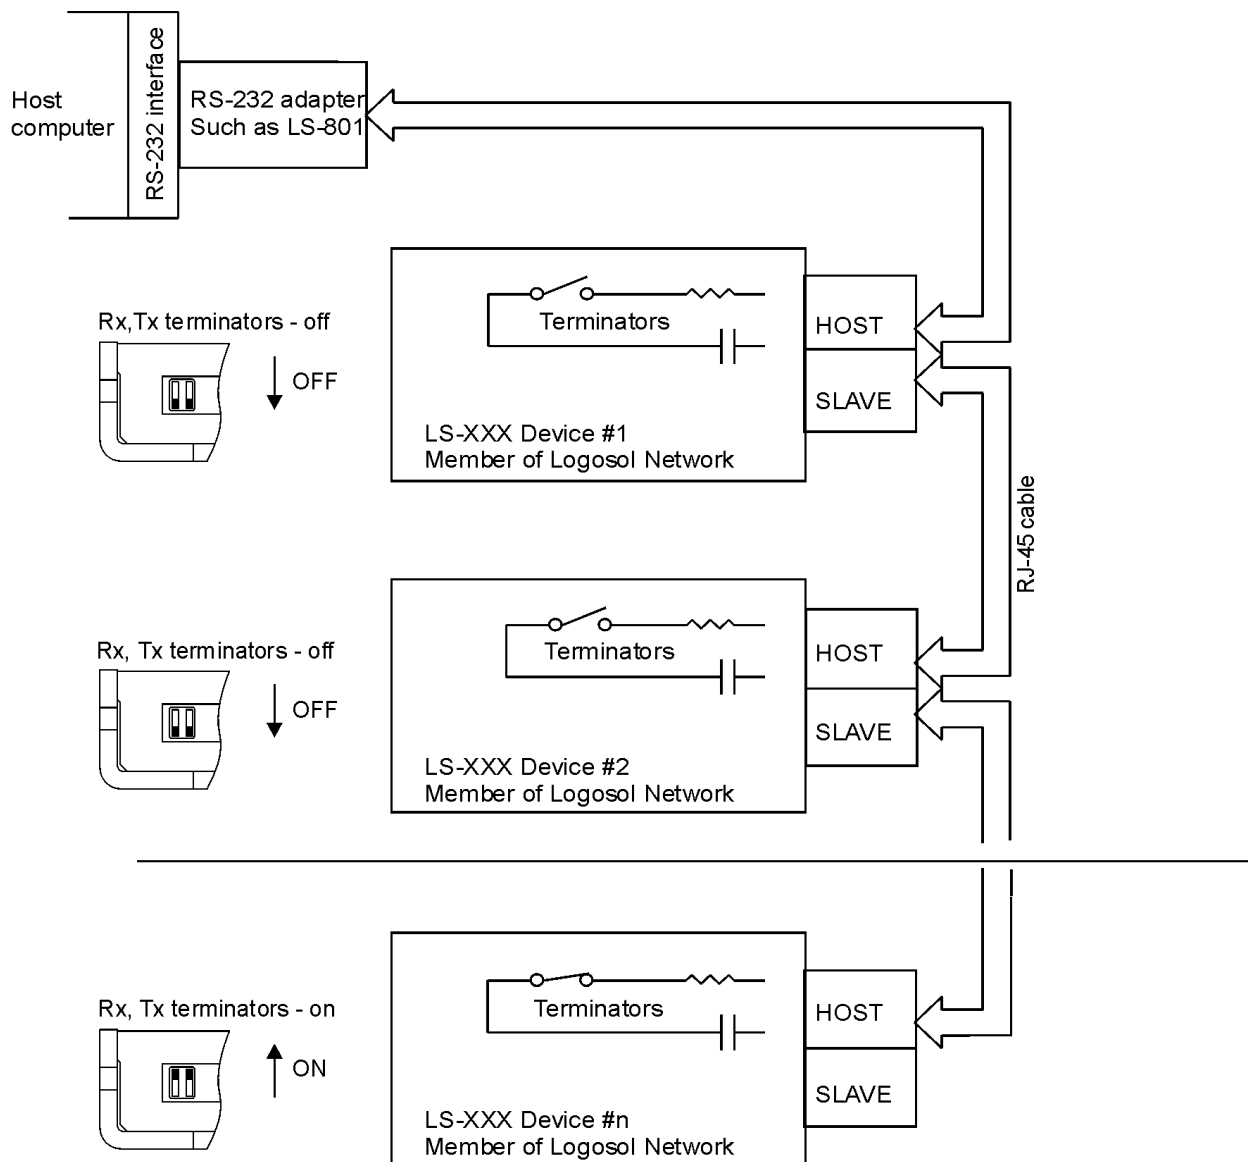 Host
computer
RS-232 interface
RS-232 adapter
Such as LS-801
Rx,Tx terminators - off
OFF
Terminators
HOST
SLAVE
LS-XXX Device #1
Member of Logosol Network
RJ-45 cable
Rx, Tx terminators - off
OFF
Terminators
HOST
SLAVE
LS-XXX Device #2
Member of Logosol Network
Rx, Tx terminators - on
ON
Terminators
HOST
SLAVE
LS-XXX Device #n
Member of Logosol Network